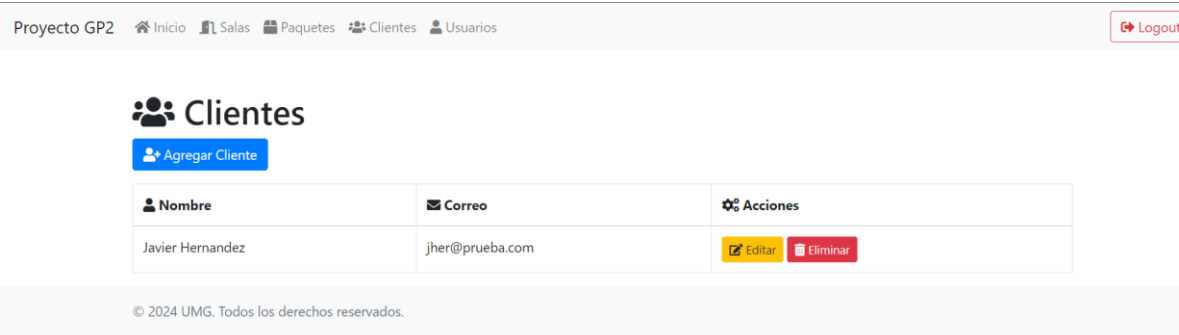 Proyecto GP2 Inicio Salas Paquetes Clientes Usuarios Logout
Clientes
Agregar Cliente
Nombre Correo Acciones
Javier Hernandez jher@prueba.com Editar Eliminar
© 2024 UMG. Todos los derechos reservados.